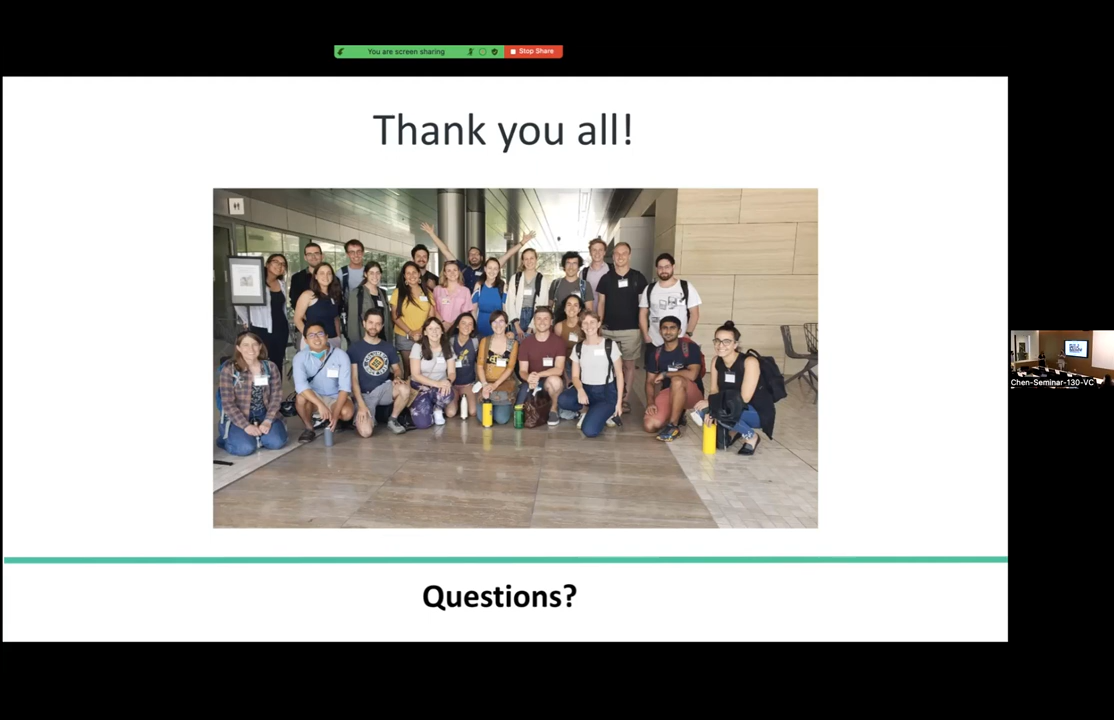 You are screen sharing
Stop Share
Thank you all!
Chen-Seminar-130-VC
Questions?